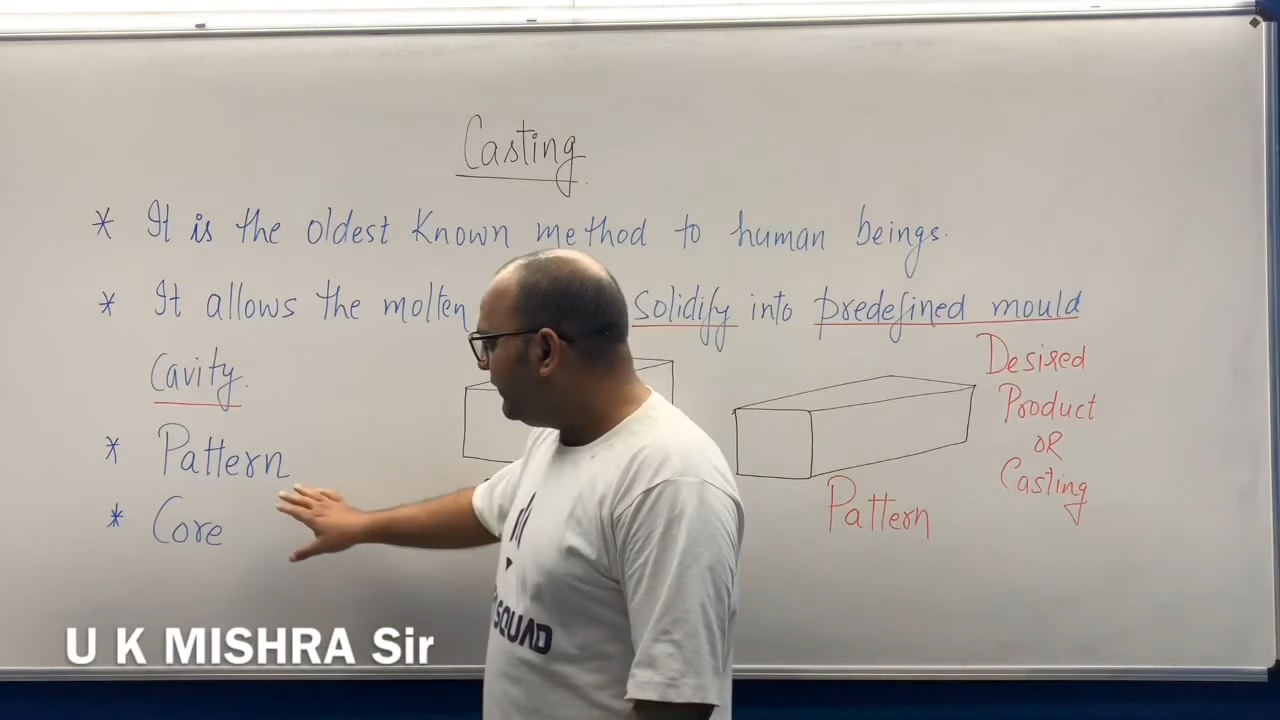 Casting
* It is the oldest known method to human beings.
* It allows the molten solidify into predefined mould
cavity.
* Pattern
* Core
Desired
Product
OR
Casting
Pattern
SQUAD
U K MISHRA Sir